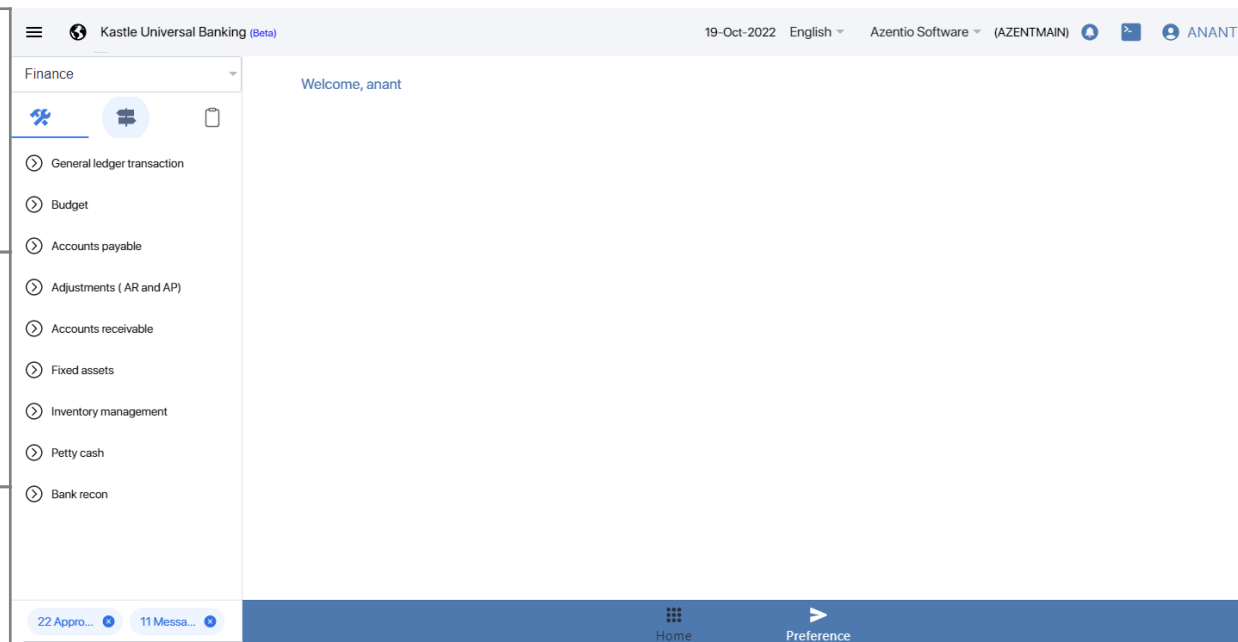 Kastle Universal Banking (Beta)
19-Oct-2022 English Azentio Software (AZENTMAIN) ANANT
Finance
Welcome, anant
General ledger transaction
Budget
Accounts payable
Adjustments ( AR and AP)
Accounts receivable
Fixed assets
Inventory management
Petty cash
Bank recon
22 Appro... 11 Messa...
Home Preference